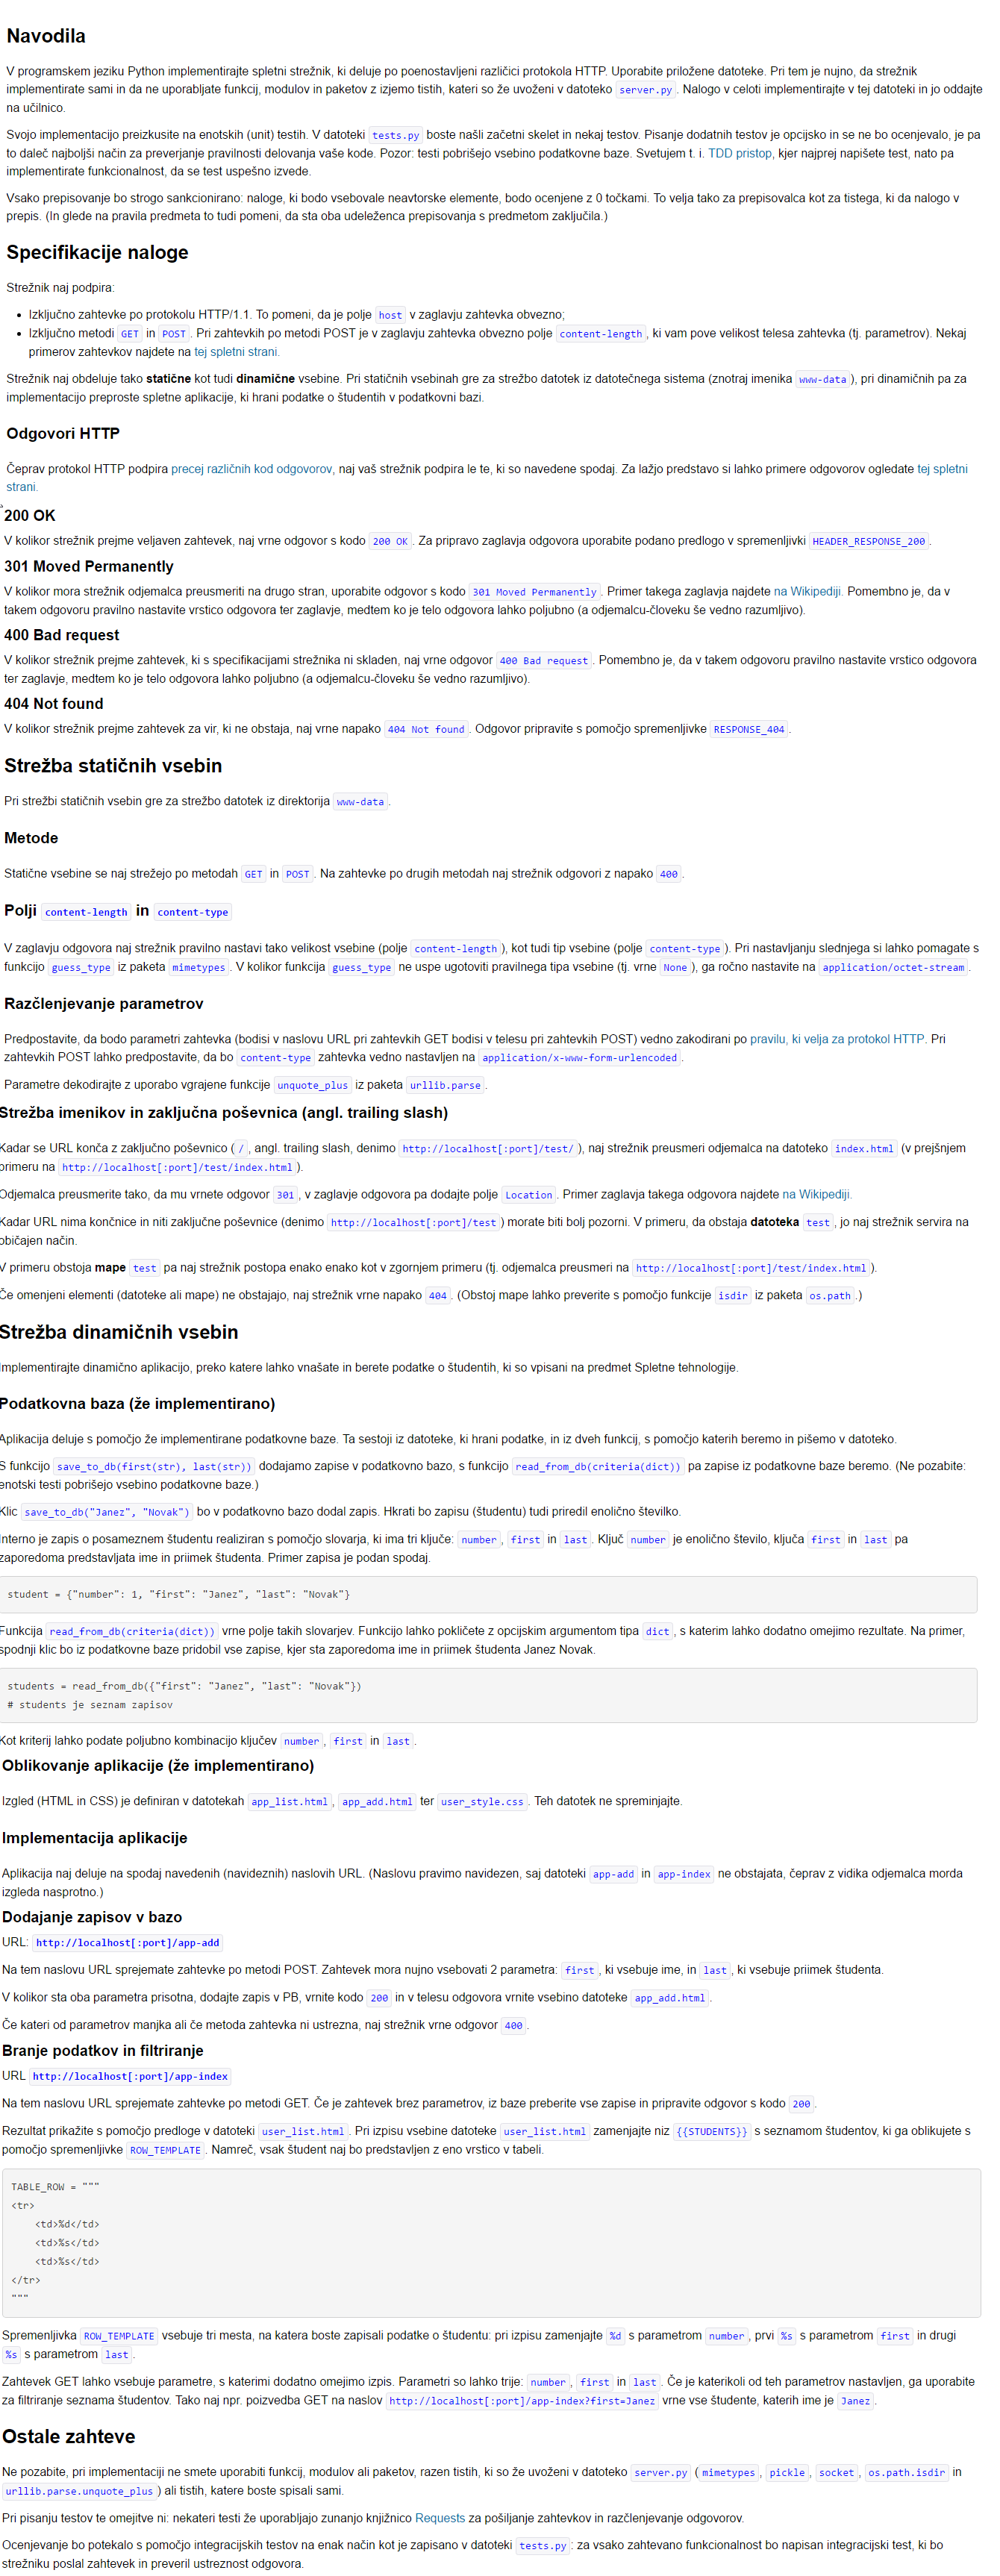 Navodila
V programskem jeziku Python implementirajte spletni strežnik, ki deluje po poenostavljeni različici protokola HTTP. Uporabite priložene datoteke. Pri tem je nujno, da strežnik
implementirate sami in da ne uporabljate funkcij, modulov in paketov z izjemo tistih, kateri so že uvoženi v datoteko server.py. Nalogo v celoti implementirajte v tej datoteki in jo oddajte
na učilnico.
Svojo implementacijo preizkusite na enotskih (unit) testih. V datoteki tests.py boste našli začetni skelet in nekaj testov. Pisanje dodatnih testov je opcijsko in se ne bo ocenjevalo, je pa
to daleč najboljši način za preverjanje pravilnosti delovanja vaše kode. Pozor: testi pobrišejo vsebino podatkovne baze. Svetujem t. i. TDD pristop, kjer najprej napišete test, nato pa
implementirate funkcionalnost, da se test uspešno izvede.
Vsako prepisovanje bo strogo sankcionirano: naloge, ki bodo vsebovale neavtorske elemente, bodo ocenjene z 0 točkami. To velja tako za prepisovalca kot za tistega, ki da nalogo v
prepis. (In glede na pravila predmeta to tudi pomeni, da sta oba udeleženca prepisovanja s predmetom zaključila.)
Specifikacije naloge
Strežnik naj podpira:
• Izključno zahtevke po protokolu HTTP/1.1. To pomeni, da je polje host v zaglavju zahtevka obvezno;
• Izključno metodi GET in POST. Pri zahtevkih po metodi POST je v zaglavju zahtevka obvezno polje content-length, ki vam pove velikost telesa zahtevka (tj. parametrov). Nekaj
primerov zahtevkov najdete na tej spletni strani.
Strežnik naj obdeluje tako statične kot tudi dinamične vsebine. Pri statičnih vsebinah gre za strežbo datotek iz datotečnega sistema (znotraj imenika www-data), pri dinamičnih pa za
implementacijo preproste spletne aplikacije, ki hrani podatke o študentih v podatkovni bazi.
Odgovori HTTP
Čeprav protokol HTTP podpira precej različnih kod odgovorov, naj vaš strežnik podpira le te, ki so navedene spodaj. Za lažjo predstavo si lahko primere odgovorov ogledate tej spletni
strani.
200 OK
V kolikor strežnik prejme veljaven zahtevek, naj vrne odgovor s kodo 200 OK. Za pripravo zaglavja odgovora uporabite podano predlogo v spremenljivki HEADER_RESPONSE_200.
301 Moved Permanently
V kolikor mora strežnik odjemalca preusmeriti na drugo stran, uporabite odgovor s kodo 301 Moved Permanently. Primer takega zaglavja najdete na Wikipediji. Pomembno je, da v
takem odgovoru pravilno nastavite vrstico odgovora ter zaglavje, medtem ko je telo odgovora lahko poljubno (a odjemalcu-človeku še vedno razumljivo).
400 Bad request
V kolikor strežnik prejme zahtevek, ki s specifikacijami strežnika ni skladen, naj vrne odgovor 400 Bad request. Pomembno je, da v takem odgovoru pravilno nastavite vrstico odgovora
ter zaglavje, medtem ko je telo odgovora lahko poljubno (a odjemalcu-človeku še vedno razumljivo).
404 Not found
V kolikor strežnik prejme zahtevek za vir, ki ne obstaja, naj vrne napako 404 Not found. Odgovor pripravite s pomočjo spremenljivke RESPONSE_404.
Strežba statičnih vsebin
Pri strežbi statičnih vsebin gre za strežbo datotek iz direktorija www-data.
Metode
Statične vsebine se naj strežejo po metodah GET in POST. Na zahtevke po drugih metodah naj strežnik odgovori z napako 400.
Polji content-length in content-type
V zaglavju odgovora naj strežnik pravilno nastavi tako velikost vsebine (polje content-length), kot tudi tip vsebine (polje content-type). Pri nastavljanju slednjega si lahko pomagate s
funkcijo guess_type iz paketa mimetypes. V kolikor funkcija guess_type ne uspe ugotoviti pravilnega tipa vsebine (tj. vrne None), ga ročno nastavite na application/octet-stream.
Razčlenjevanje parametrov
Predpostavite, da bodo parametri zahtevka (bodisi v naslovu URL pri zahtevkih GET bodisi v telesu pri zahtevkih POST) vedno zakodirani po pravilu, ki velja za protokol HTTP. Pri
zahtevkih POST lahko predpostavite, da bo content-type zahtevka vedno nastavljen na application/x-www-form-urlencoded.
Parametre dekodirajte z uporabo vgrajene funkcije unquote_plus iz paketa urllib.parse.
Strežba imenikov in zaključna poševnica (angl. trailing slash)
Kadar se URL konča z zaključno poševnico (/, angl. trailing slash, denimo http://localhost[:port]/test/), naj strežnik preusmeri odjemalca na datoteko index.html (v prejšnjem
primeru na http://localhost[:port]/test/index.html).
Odjemalca preusmerite tako, da mu vrnete odgovor 301, v zaglavje odgovora pa dodajte polje Location. Primer zaglavja takega odgovora najdete na Wikipediji.
Kadar URL nima končnice in niti zaključne poševnice (denimo http://localhost[:port]/test) morate biti bolj pozorni. V primeru, da obstaja datoteka test, jo naj strežnik servira na
običajen način.
V primeru obstoja mape test pa naj strežnik postopa enako enako kot v zgornjem primeru (tj. odjemalca preusmeri na http://localhost[:port]/test/index.html).
Če omenjeni elementi (datoteke ali mape) ne obstajajo, naj strežnik vrne napako 404. (Obstoj mape lahko preverite s pomočjo funkcije isdir iz paketa os.path.)
Strežba dinamičnih vsebin
Implementirajte dinamično aplikacijo, preko katere lahko vnašate in berete podatke o študentih, ki so vpisani na predmet Spletne tehnologije.
Podatkovna baza (že implementirano)
Aplikacija deluje s pomočjo že implementirane podatkovne baze. Ta sestoji iz datoteke, ki hrani podatke, in iz dveh funkcij, s pomočjo katerih beremo in pišemo v datoteko.
S funkcijo save_to_db(first(str), last(str)) dodajamo zapise v podatkovno bazo, s funkcijo read_from_db(criteria(dict)) pa zapise iz podatkovne baze beremo. (Ne pozabite:
enotski testi pobrišejo vsebino podatkovne baze.)
Klic save_to_db("Janez", "Novak") bo v podatkovno bazo dodal zapis. Hkrati bo zapisu (študentu) tudi priredil enolično številko.
Interno je zapis o posameznem študentu realiziran s pomočjo slovarja, ki ima tri ključe: number, first in last. Ključ number je enolično število, ključa first in last pa
zaporedoma predstavljata ime in priimek študenta. Primer zapisa je podan spodaj.
student = {"number": 1, "first": "Janez", "last": "Novak"}
Funkcija read_from_db(criteria(dict)) vrne polje takih slovarjev. Funkcijo lahko pokličete z opcijskim argumentom tipa dict, s katerim lahko dodatno omejimo rezultate. Na primer,
spodnji klic bo iz podatkovne baze pridobil vse zapise, kjer sta zaporedoma ime in priimek študenta Janez Novak.
students = read_from_db({"first": "Janez", "last": "Novak"})
# students je seznam zapisov
Kot kriterij lahko podate poljubno kombinacijo ključev number, first in last.
Oblikovanje aplikacije (že implementirano)
Izgled (HTML in CSS) je definiran v datotekah app_list.html, app_add.html ter user_style.css. Teh datotek ne spreminjajte.
Implementacija aplikacije
Aplikacija naj deluje na spodaj navedenih (navideznih) naslovih URL. (Naslovu pravimo navidezen, saj datoteki app-add in app-index ne obstajata, čeprav z vidika odjemalca morda
izgleda nasprotno.)
Dodajanje zapisov v bazo
URL: http://localhost[:port]/app-add
Na tem naslovu URL sprejemate zahtevke po metodi POST. Zahtevek mora nujno vsebovati 2 parametra: first, ki vsebuje ime, in last, ki vsebuje priimek študenta.
V kolikor sta oba parametra prisotna, dodajte zapis v PB, vrnite kodo 200 in v telesu odgovora vrnite vsebino datoteke app_add.html.
Če kateri od parametrov manjka ali če metoda zahtevka ni ustrezna, naj strežnik vrne odgovor 400.
Branje podatkov in filtriranje
URL http://localhost[:port]/app-index
Na tem naslovu URL sprejemate zahtevke po metodi GET. Če je zahtevek brez parametrov, iz baze preberite vse zapise in pripravite odgovor s kodo 200.
Rezultat prikažite s pomočjo predloge v datoteki user_list.html. Pri izpisu vsebine datoteke user_list.html zamenjajte niz {{STUDENTS}} s seznamom študentov, ki ga oblikujete s
pomočjo spremenljivke ROW_TEMPLATE. Namreč, vsak študent naj bo predstavljen z eno vrstico v tabeli.
TABLE_ROW = """
<tr>
<td>%d</td>
<td>%s</td>
<td>%s</td>
</tr>
"""
Spremenljivka ROW_TEMPLATE vsebuje tri mesta, na katera boste zapisali podatke o študentu: pri izpisu zamenjajte %d s parametrom number, prvi %s s parametrom first in drugi
%s s parametrom last.
Zahtevek GET lahko vsebuje parametre, s katerimi dodatno omejimo izpis. Parametri so lahko trije: number, first in last. Če je katerikoli od teh parametrov nastavljen, ga uporabite
za filtriranje seznama študentov. Tako naj npr. poizvedba GET na naslov http://localhost[:port]/app-index?first=Janez vrne vse študente, katerih ime je Janez.
Ostale zahteve
Ne pozabite, pri implementaciji ne smete uporabiti funkcij, modulov ali paketov, razen tistih, ki so že uvoženi v datoteko server.py (mimetypes, pickle, socket, os.path.isdir in
urllib.parse.unquote_plus) ali tistih, katere boste spisali sami.
Pri pisanju testov te omejitve ni: nekateri testi že uporabljajo zunanjo knjižnico Requests za pošiljanje zahtevkov in razčlenjevanje odgovorov.
Ocenjevanje bo potekalo s pomočjo integracijskih testov na enak način kot je zapisano v datoteki tests.py: za vsako zahtevano funkcionalnost bo napisan integracijski test, ki bo
strežniku poslal zahtevek in preveril ustreznost odgovora.